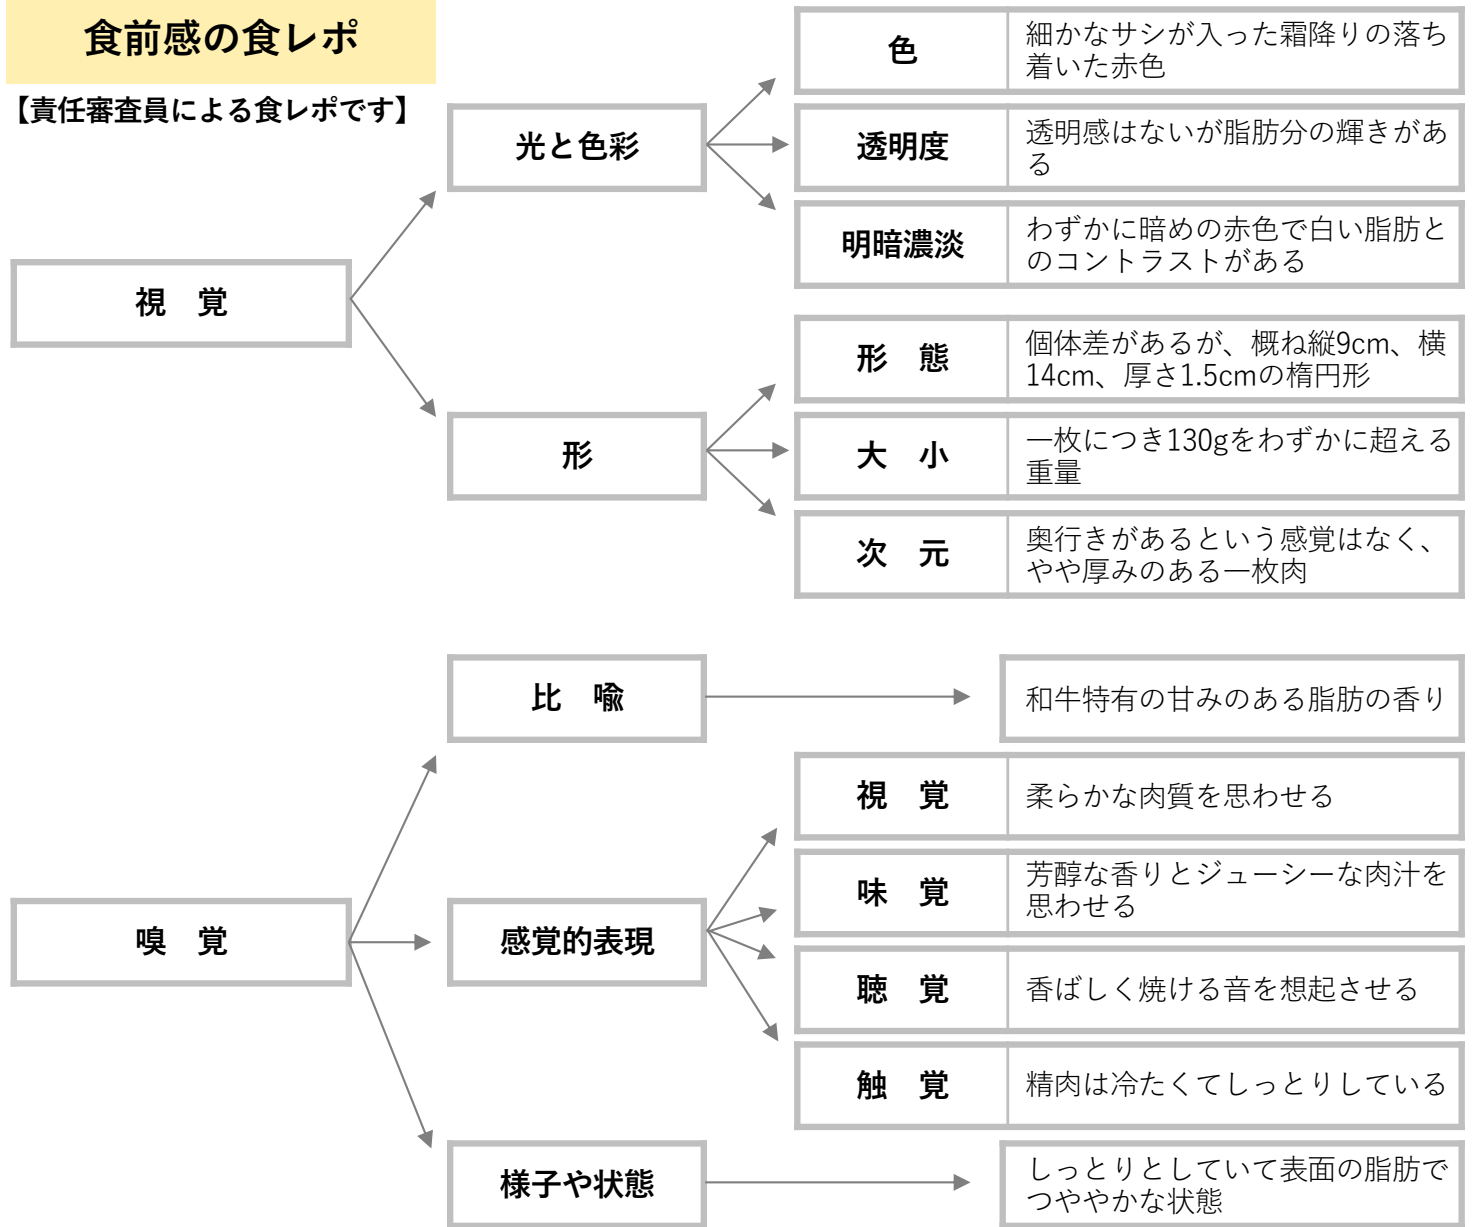 食前感の食レポ
【責任審査員による食レポです】
視　覚
光と色彩
色
細かなサシが入った霜降りの落ち
着いた赤色
透明度
透明感はないが脂肪分の輝きがあ
る
明暗濃淡
わずかに暗めの赤色で白い脂肪と
のコントラストがある
形
形　態
個体差があるが、概ね縦9cm、横
14cm、厚さ1.5cmの楕円形
大　小
一枚につき130gをわずかに超える
重量
次　元
奥行きがあるという感覚はなく、
やや厚みのある一枚肉
嗅　覚
比　喩
和牛特有の甘みのある脂肪の香り
感覚的表現
視　覚
柔らかな肉質を思わせる
味　覚
芳醇な香りとジューシーな肉汁を
思わせる
聴　覚
香ばしく焼ける音を想起させる
触　覚
精肉は冷たくてしっとりしている
様子や状態
しっとりとしていて表面の脂肪で
つややかな状態